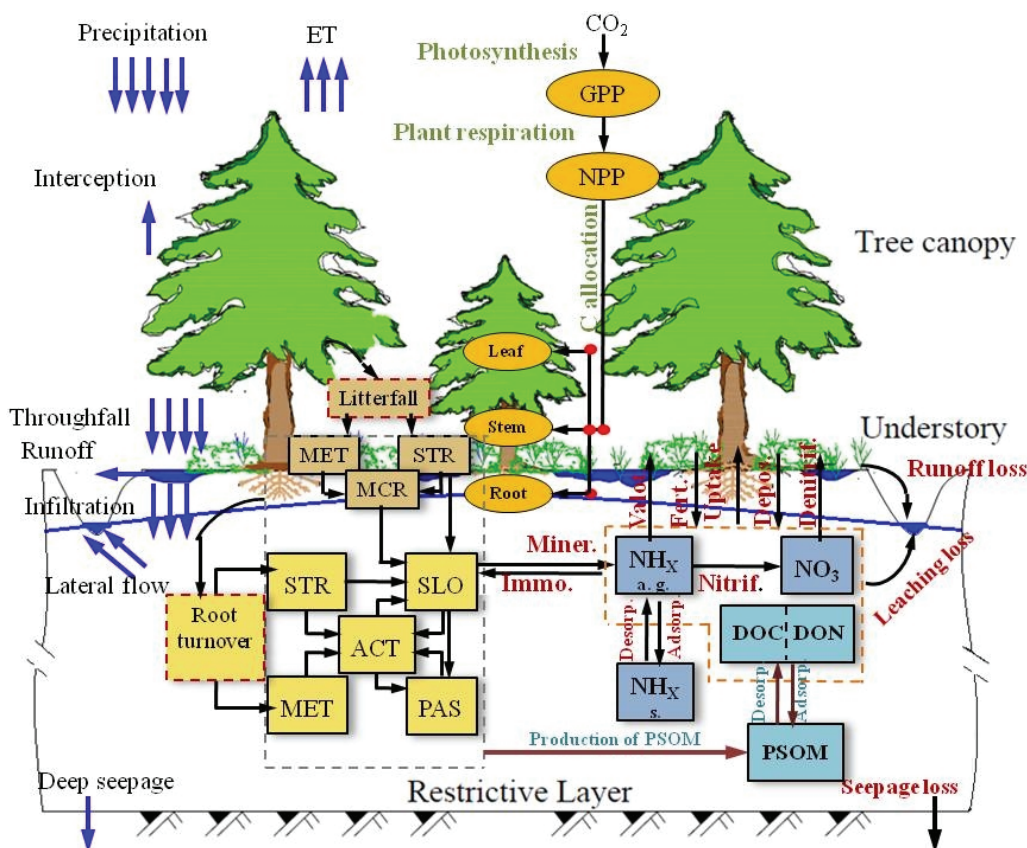 Precipitation
ET
CO2
Photosynthesis
GPP
Plant respiration
NPP
Interception
C allocation
Tree canopy
Leaf
Litterfall
Stem
Throughfall
Understory
Runoff
MET
STR
MCR
Root
Runoff loss
Infiltration
Volat.
Fert.
Uptake
Depos
Denitrif.
Lateral flow
Miner.
Immo.
NHX
a. g.
Nitrif.
NO3
Leaching loss
STR
SLO
Root
turnover
ACT
DOC
DON
Desorp.
Adsorp.
MET
PAS
NHX
s.
Desorp.
Adsorp.
Production of PSOM
PSOM
Deep seepage
Restrictive Layer
Seepage loss